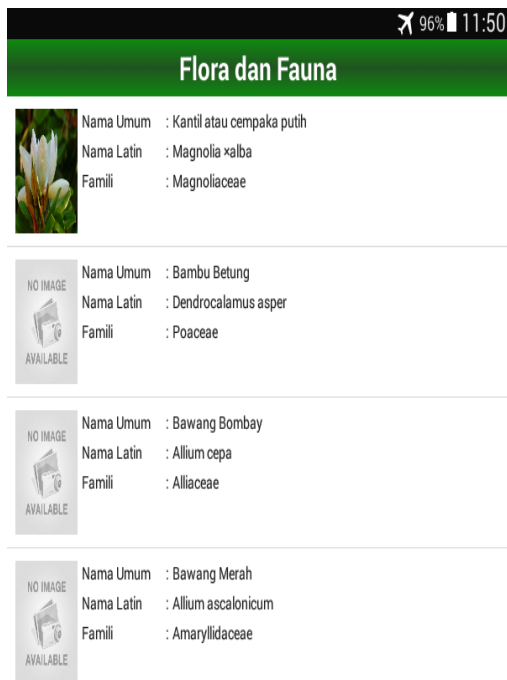 96% 11:50
Flora dan Fauna
Nama Umum : Kantil atau cempaka putih
Nama Latin : Magnolia ×alba
Famili : Magnoliaceae
NO IMAGE
AVAILABLE
Nama Umum : Bambu Betung
Nama Latin : Dendrocalamus asper
Famili : Poaceae
NO IMAGE
AVAILABLE
Nama Umum : Bawang Bombay
Nama Latin : Allium cepa
Famili : Alliaceae
NO IMAGE
AVAILABLE
Nama Umum : Bawang Merah
Nama Latin : Allium ascalonicum
Famili : Amaryllidaceae